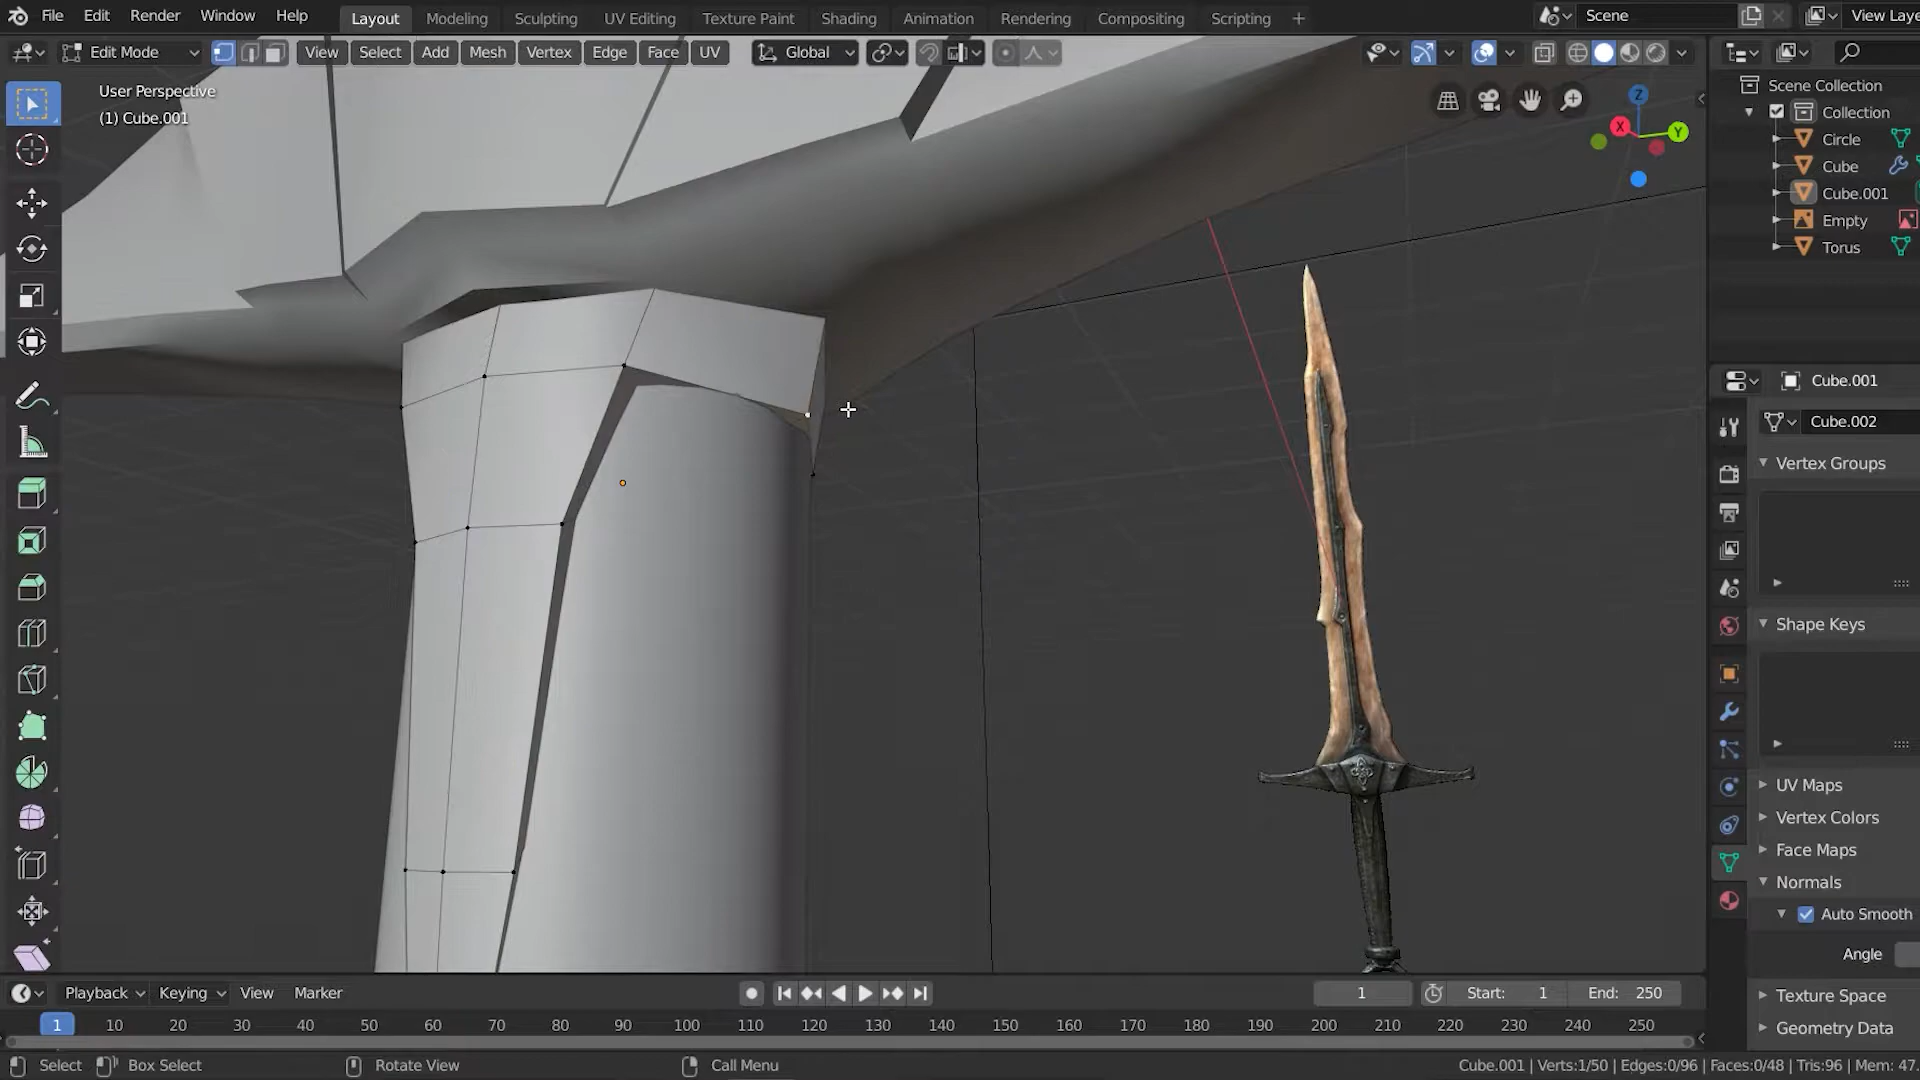 File Edit Render Window Help Layout Modeling Sculpting UV Editing Texture Paint Shading Animation Rendering Compositing Scripting + Scene View Laye
Edit Mode View Select Add Mesh Vertex Edge Face UV Global
User Perspective
(1) Cube.001
Z
X
Y
Scene Collection
Collection
Circle
Cube
Cube.001
Empty
Torus
Cube.001
Cube.002
Vertex Groups
Shape Keys
UV Maps
Vertex Colors
Face Maps
Normals
Auto Smooth
Angle
Texture Space
Geometry Data
Playback Keying View Marker 1 Start: 1 End: 250
1 10 20 30 40 50 60 70 80 90 100 110 120 130 140 150 160 170 180 190 200 210 220 230 240 250
Select Box Select Rotate View Call Menu Cube.001 | Verts:1/50 | Edges:0/96 | Faces:0/48 | Tris:96 | Mem: 47.